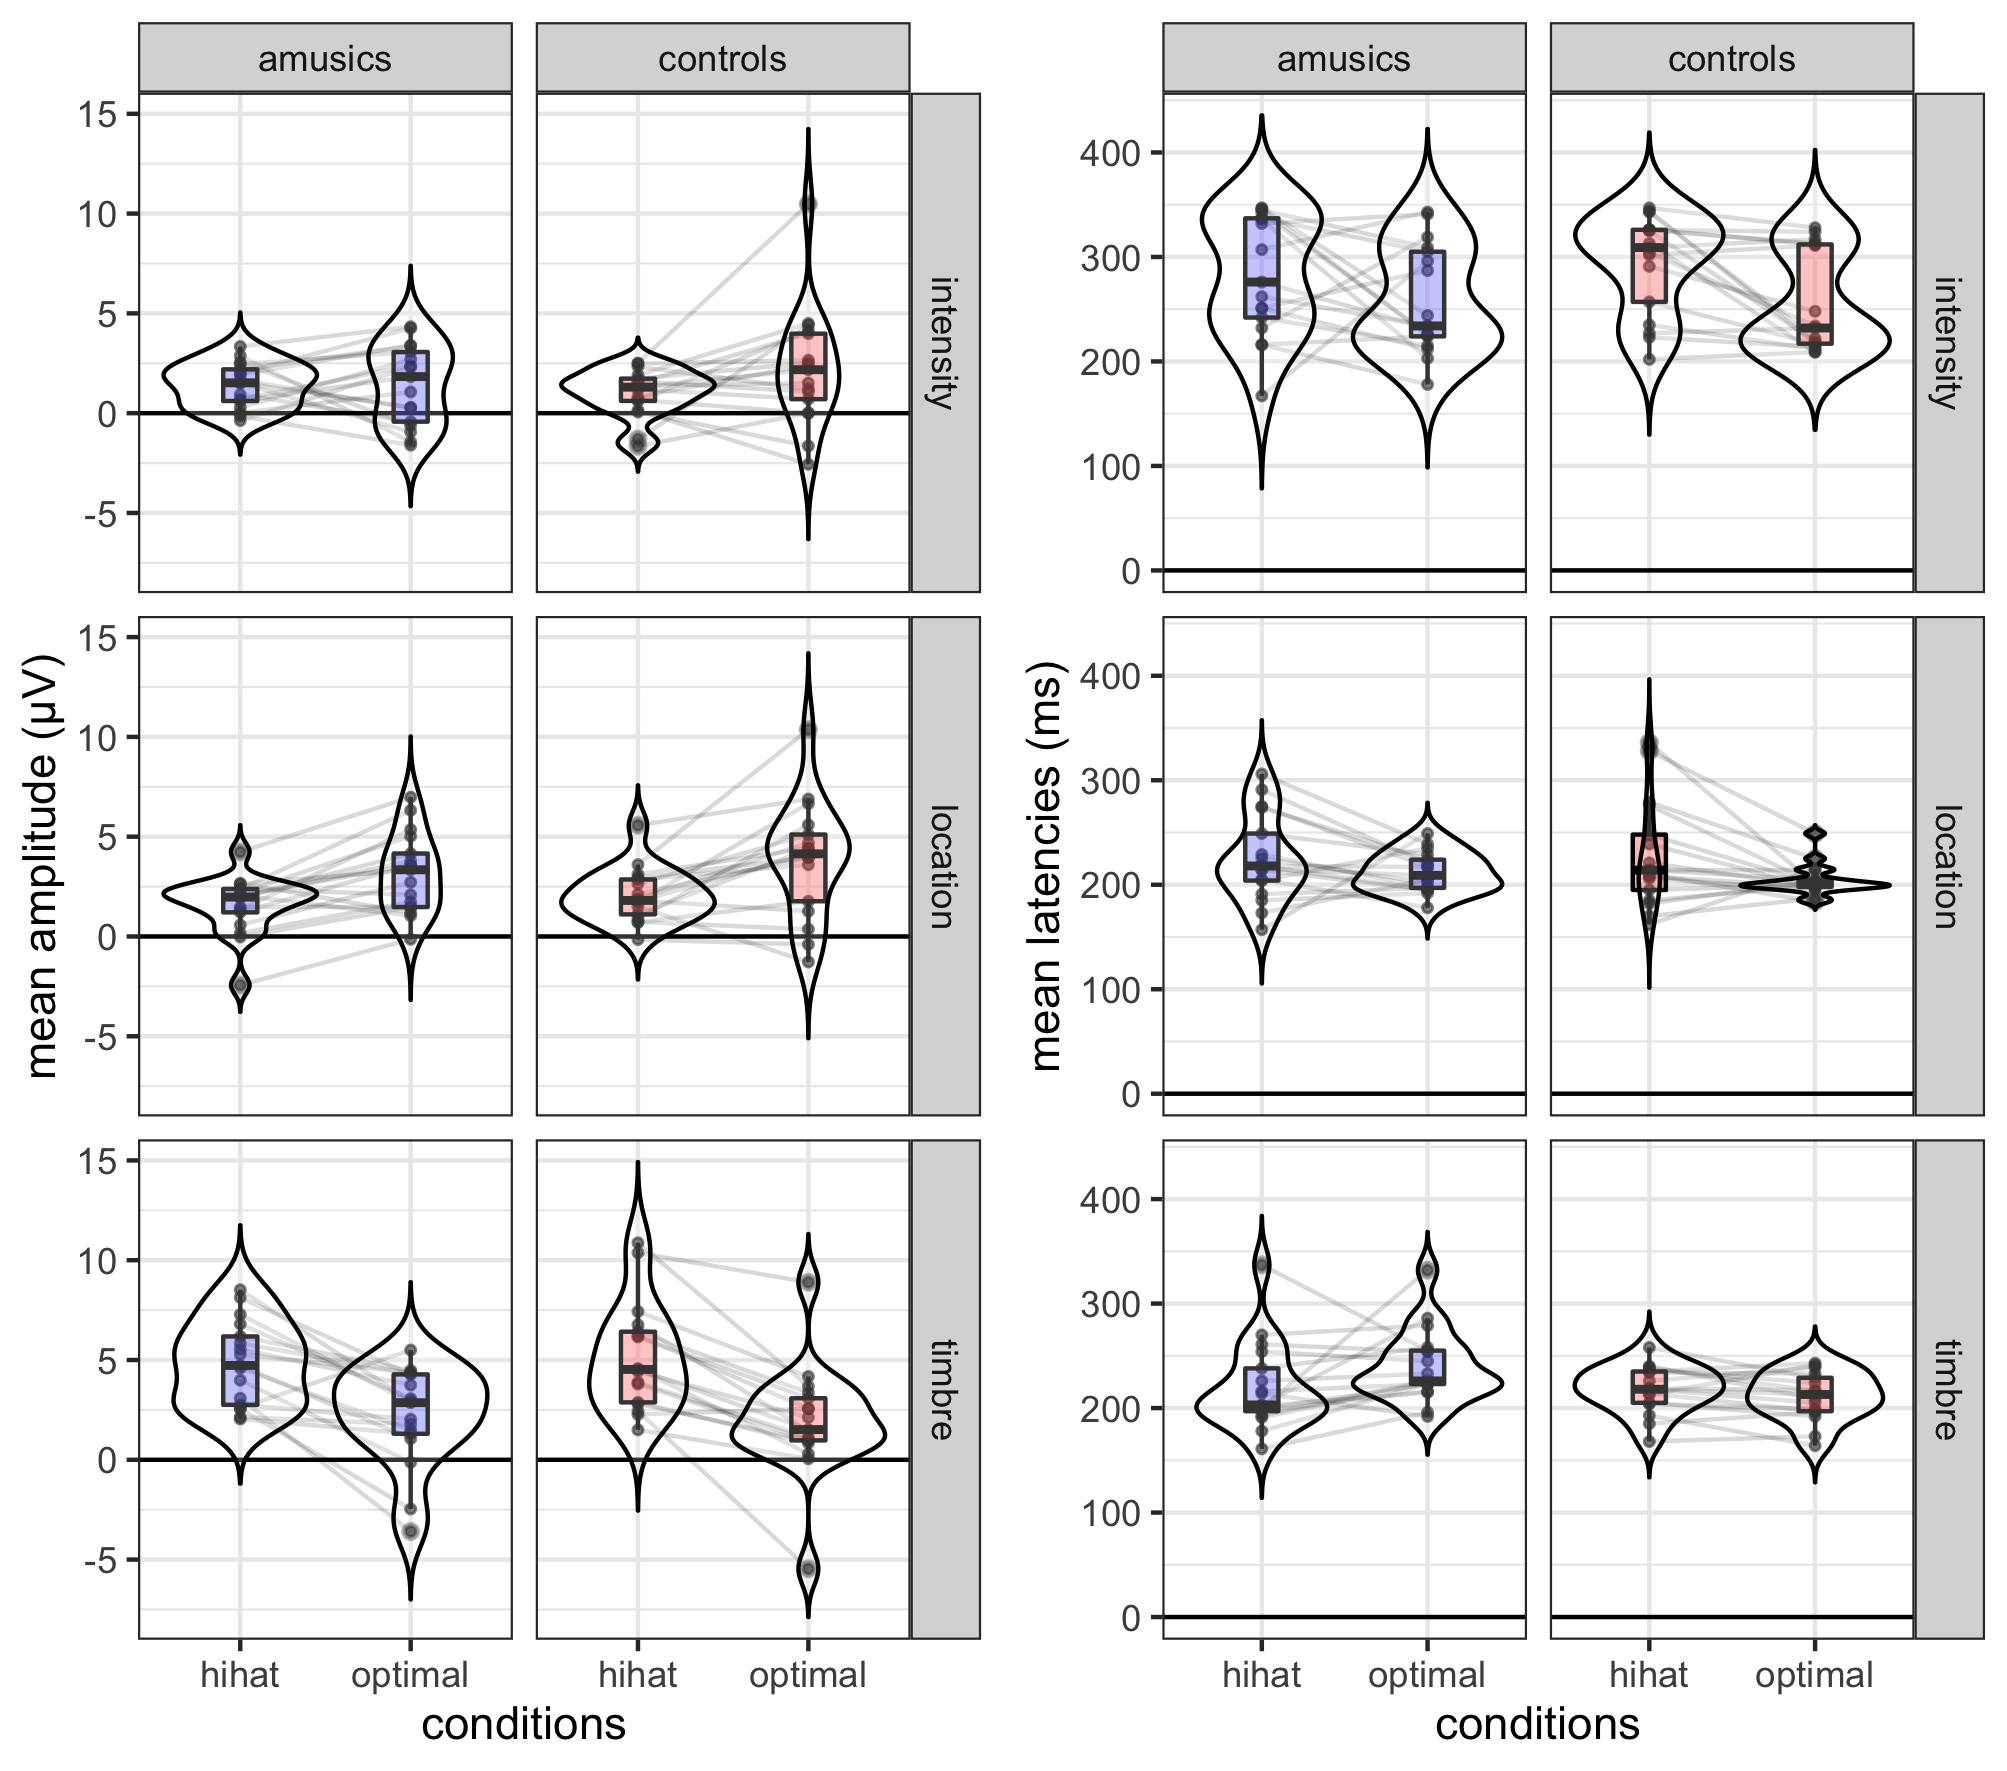 amusics controls
15
10
5
0
-5
intensity
15
10
5
0
-5
location
15
10
5
0
-5
timbre
mean amplitude (µV)
hihat optimal hihat optimal
conditions
amusics controls
400
300
200
100
0
intensity
400
300
200
100
0
location
400
300
200
100
0
timbre
mean latencies (ms)
hihat optimal hihat optimal
conditions